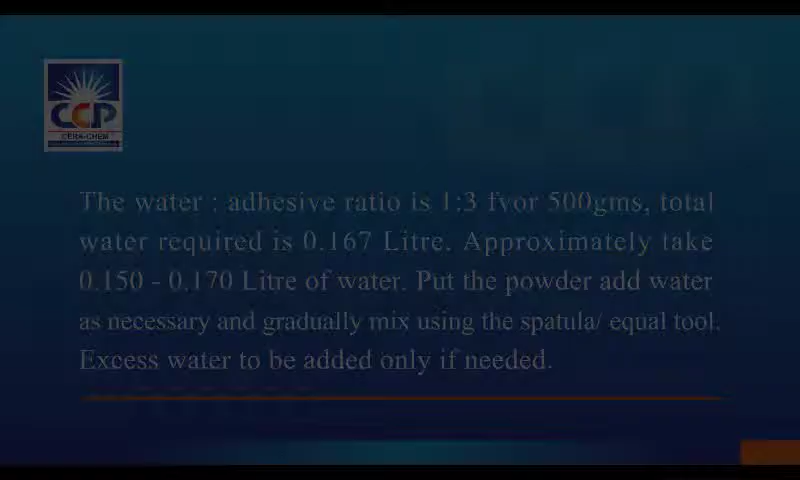 CCP
CERA-CHEM
The water : adhesive ratio is 1:3 fvor 500gms, total
water required is 0.167 Litre. Approximately take
0.150 - 0.170 Litre of water. Put the powder add water
as necessary and gradually mix using the spatula/ equal tool.
Excess water to be added only if needed.